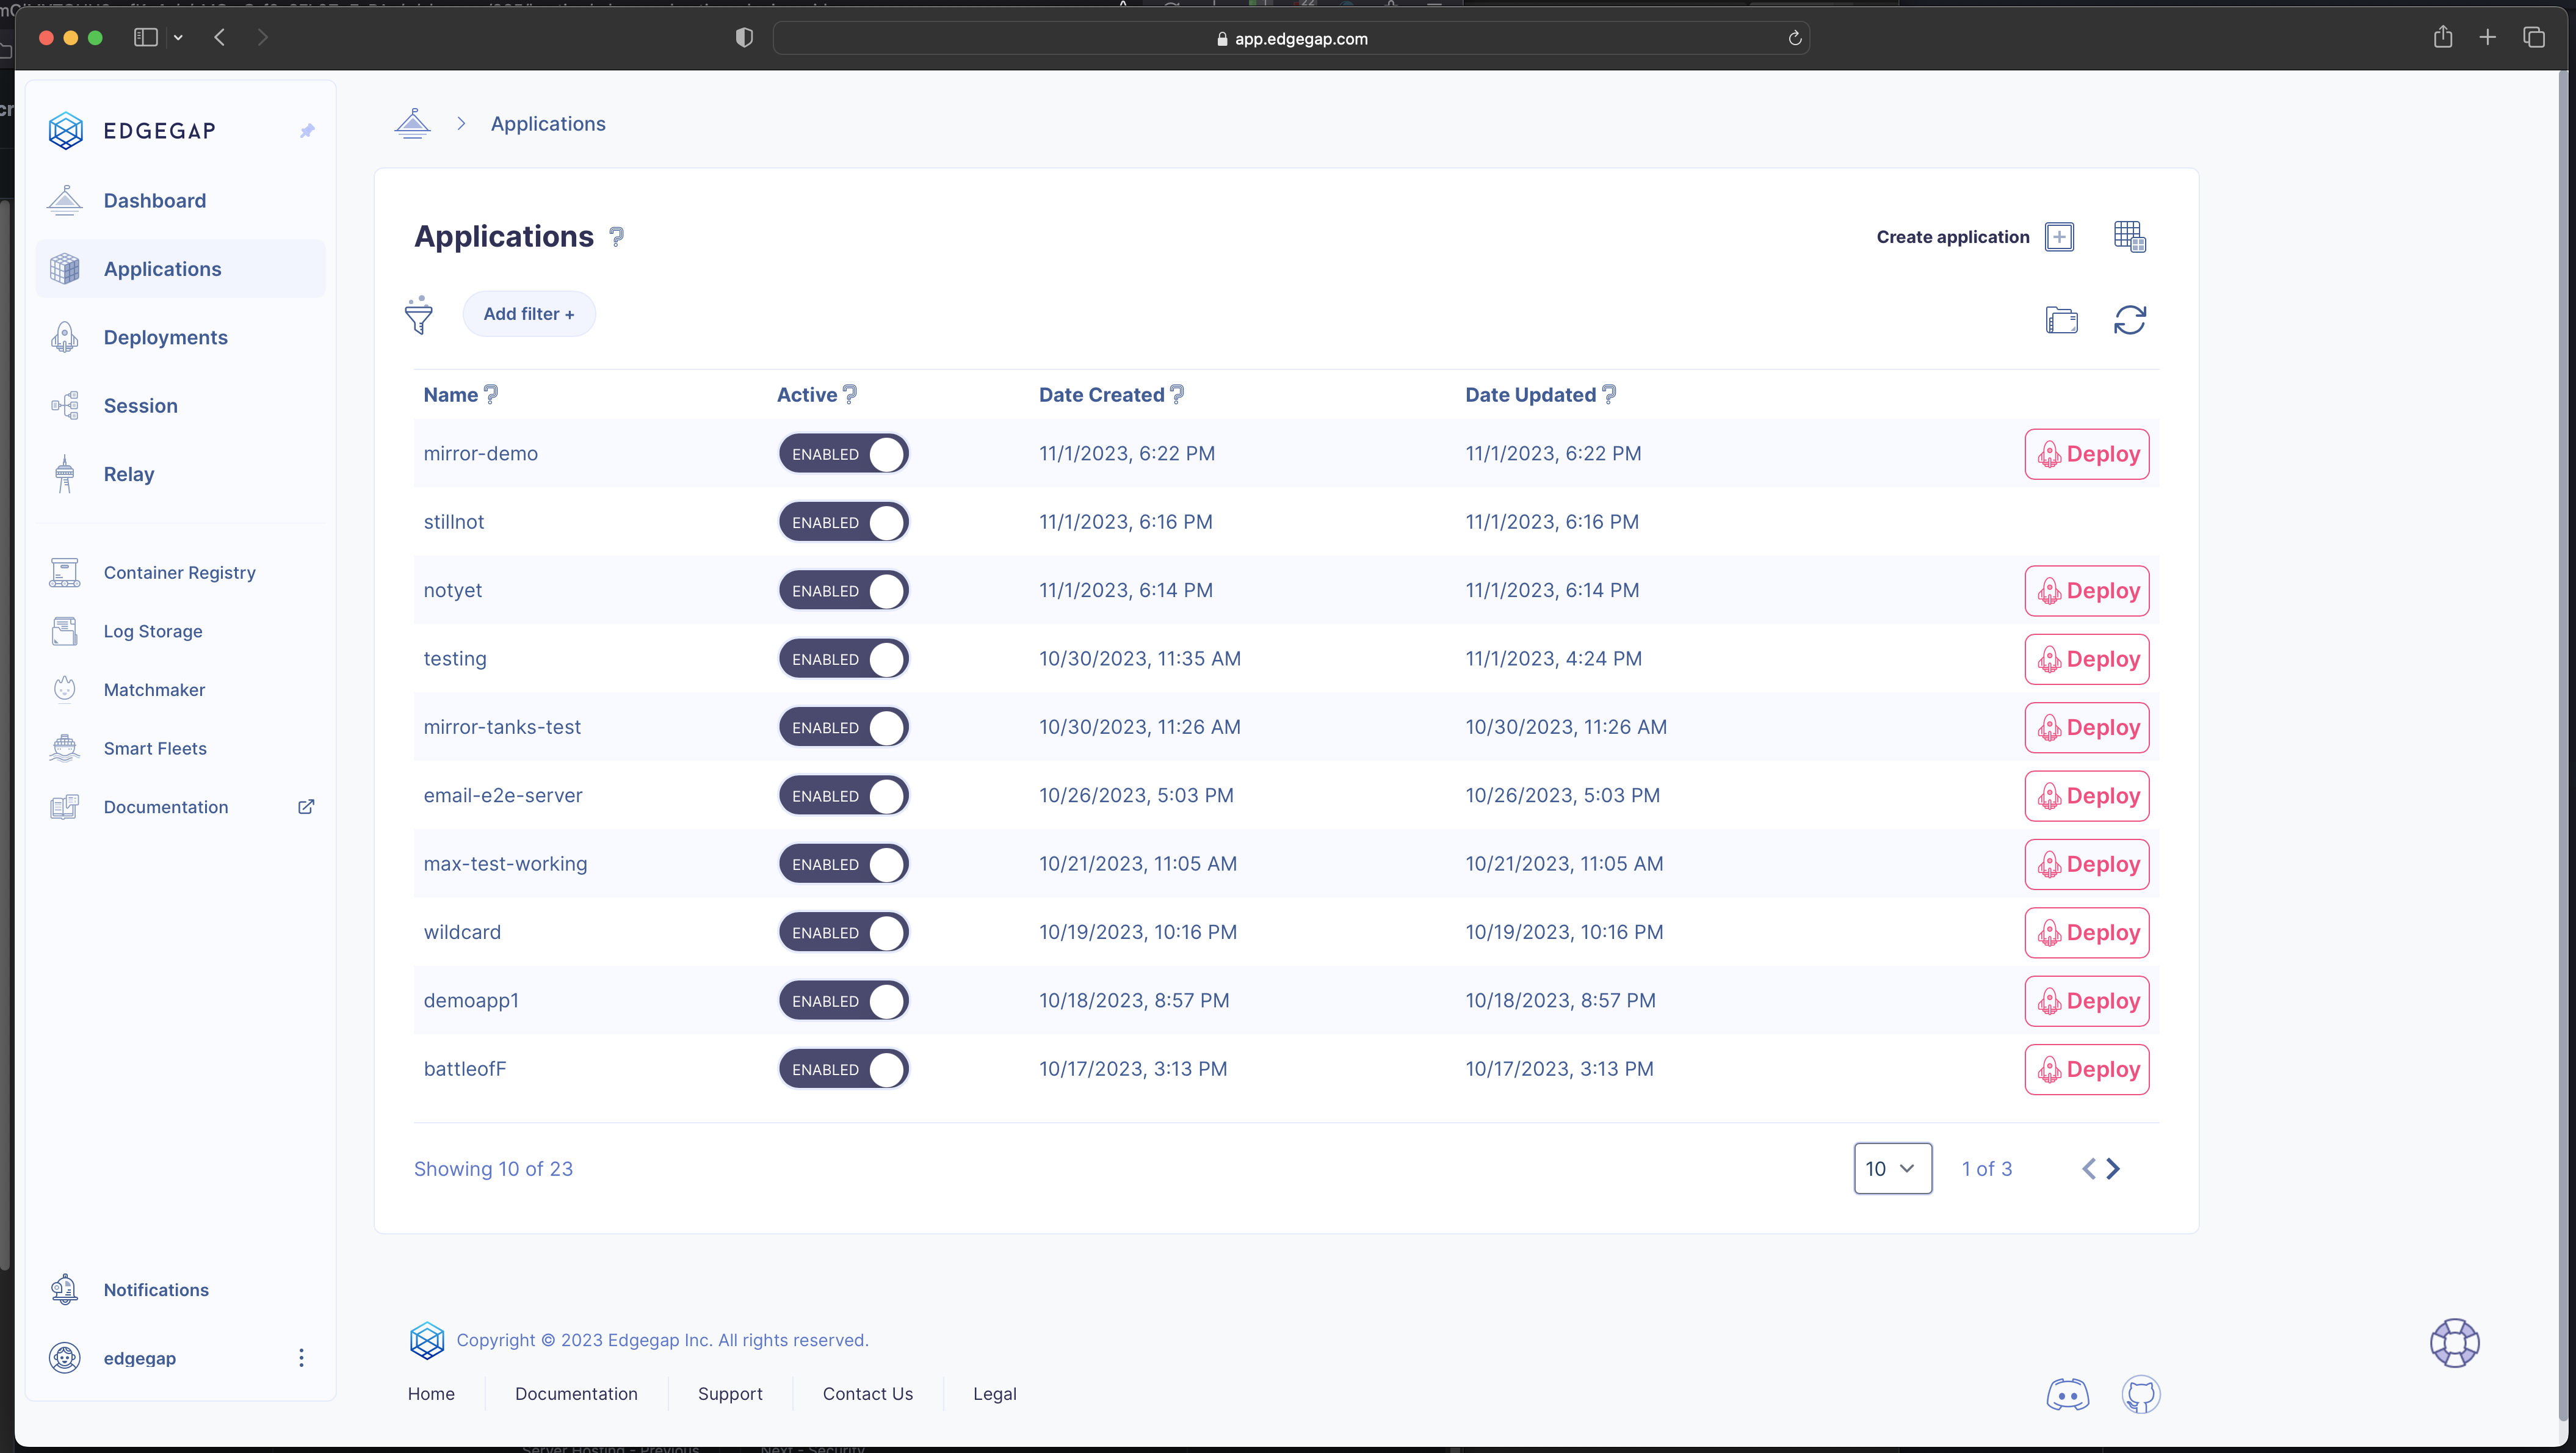 app.edgegap.com
EDGEGAP
Dashboard
Applications
Deployments
Session
Relay
Container Registry
Log Storage
Matchmaker
Smart Fleets
Documentation
Notifications
edgegap
Applications
Applications
Create application
Add filter +
Name Active Date Created Date Updated
mirror-demo ENABLED 11/1/2023, 6:22 PM 11/1/2023, 6:22 PM Deploy
stillnot ENABLED 11/1/2023, 6:16 PM 11/1/2023, 6:16 PM
notyet ENABLED 11/1/2023, 6:14 PM 11/1/2023, 6:14 PM Deploy
testing ENABLED 10/30/2023, 11:35 AM 11/1/2023, 4:24 PM Deploy
mirror-tanks-test ENABLED 10/30/2023, 11:26 AM 10/30/2023, 11:26 AM Deploy
email-e2e-server ENABLED 10/26/2023, 5:03 PM 10/26/2023, 5:03 PM Deploy
max-test-working ENABLED 10/21/2023, 11:05 AM 10/21/2023, 11:05 AM Deploy
wildcard ENABLED 10/19/2023, 10:16 PM 10/19/2023, 10:16 PM Deploy
demoapp1 ENABLED 10/18/2023, 8:57 PM 10/18/2023, 8:57 PM Deploy
battleofF ENABLED 10/17/2023, 3:13 PM 10/17/2023, 3:13 PM Deploy
Showing 10 of 23
10
1 of 3
Copyright © 2023 Edgegap Inc. All rights reserved.
Home Documentation Support Contact Us Legal
Server Hosting - Previous Next - Security